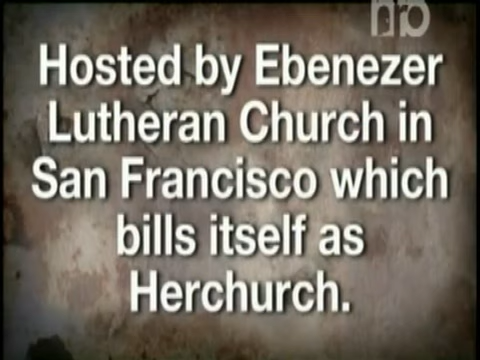 Hosted by Ebenezer
Lutheran Church in
San Francisco which
bills itself as
Herchurch.